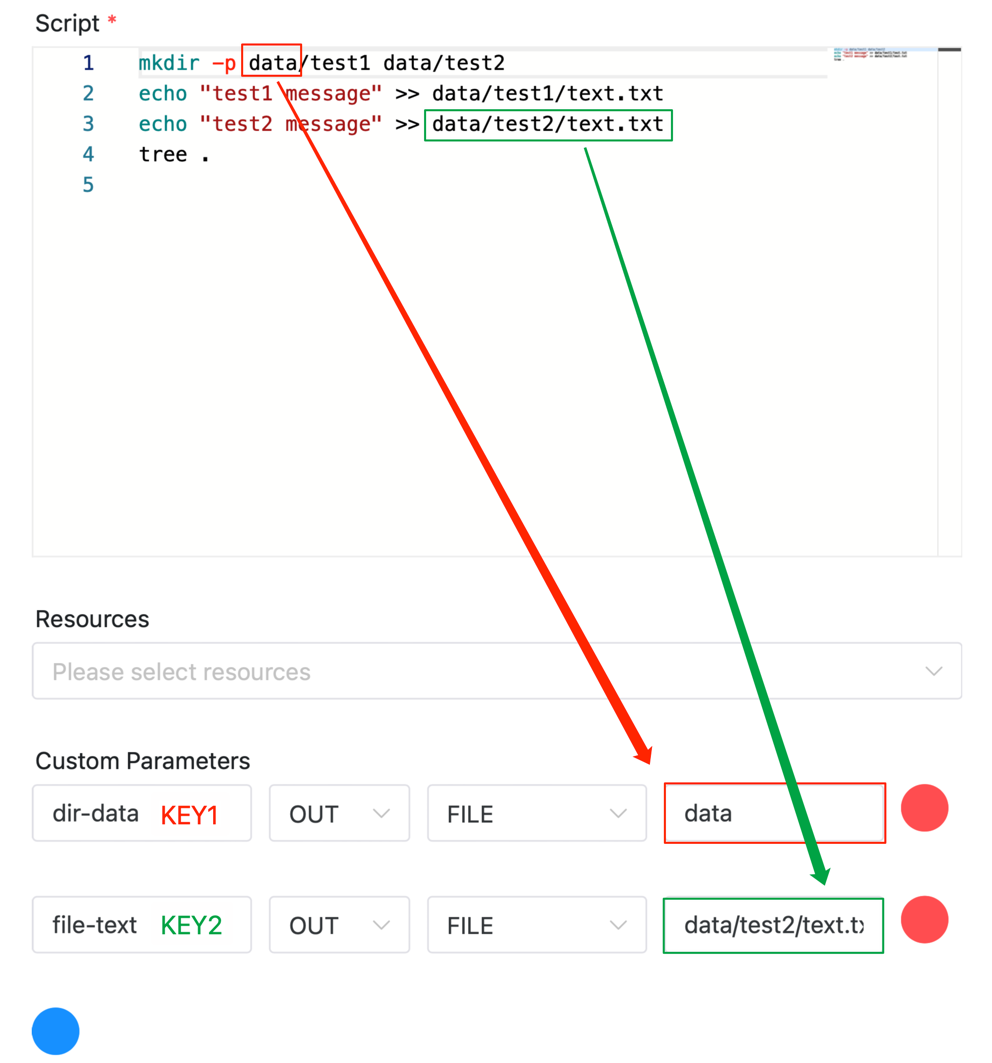 Script *
1 mkdir -p data/test1 data/test2
2 echo "test1 message" >> data/test1/text.txt
3 echo "test2 message" >> data/test2/text.txt
4 tree .
5
Resources
Please select resources
Custom Parameters
dir-data KEY1 OUT FILE data
file-text KEY2 OUT FILE data/test2/text.t